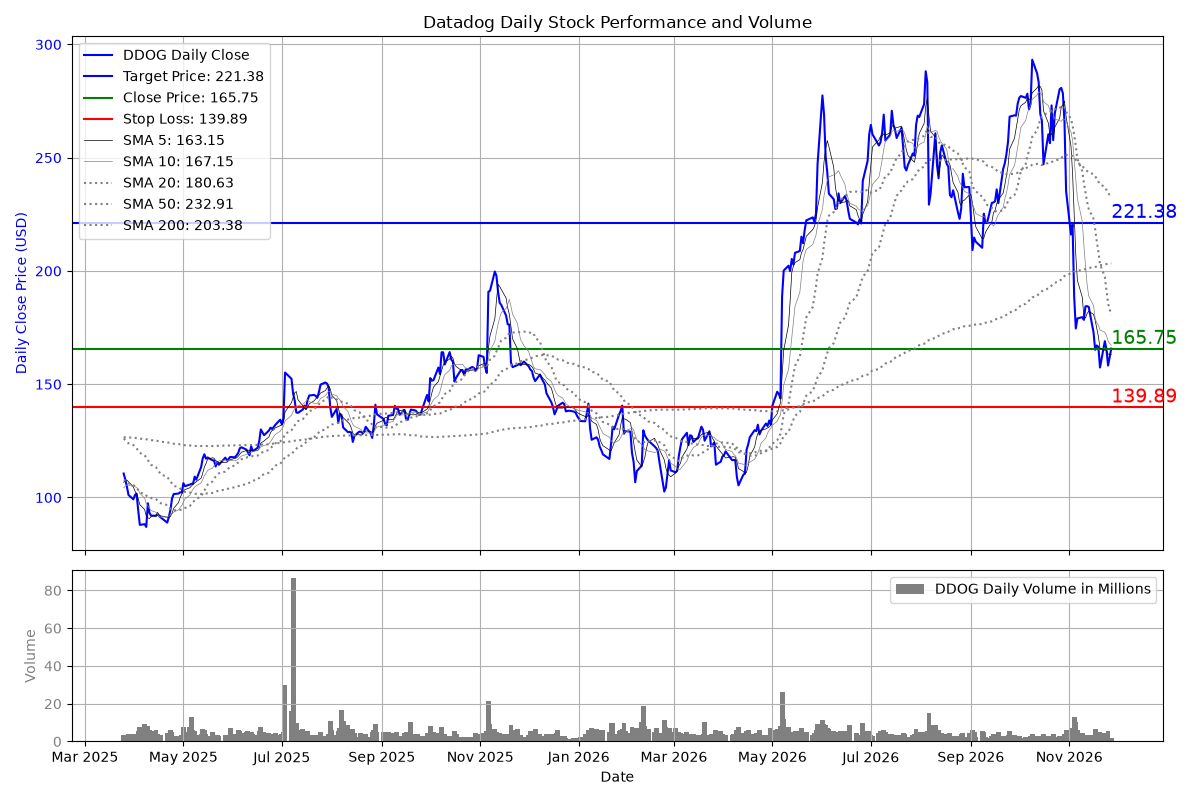 Datadog Daily Stock Performance and Volume
300
250
200
150
100
Daily Close Price (USD)
DDOG Daily Close
Target Price: 221.38
Close Price: 165.75
Stop Loss: 139.89
SMA 5: 163.15
SMA 10: 167.15
SMA 20: 180.63
SMA 50: 232.91
SMA 200: 203.38
221.38
165.75
139.89
80
60
40
20
0
Volume
DDOG Daily Volume in Millions
Mar 2025 May 2025 Jul 2025 Sep 2025 Nov 2025 Jan 2026 Mar 2026 May 2026 Jul 2026 Sep 2026 Nov 2026
Date